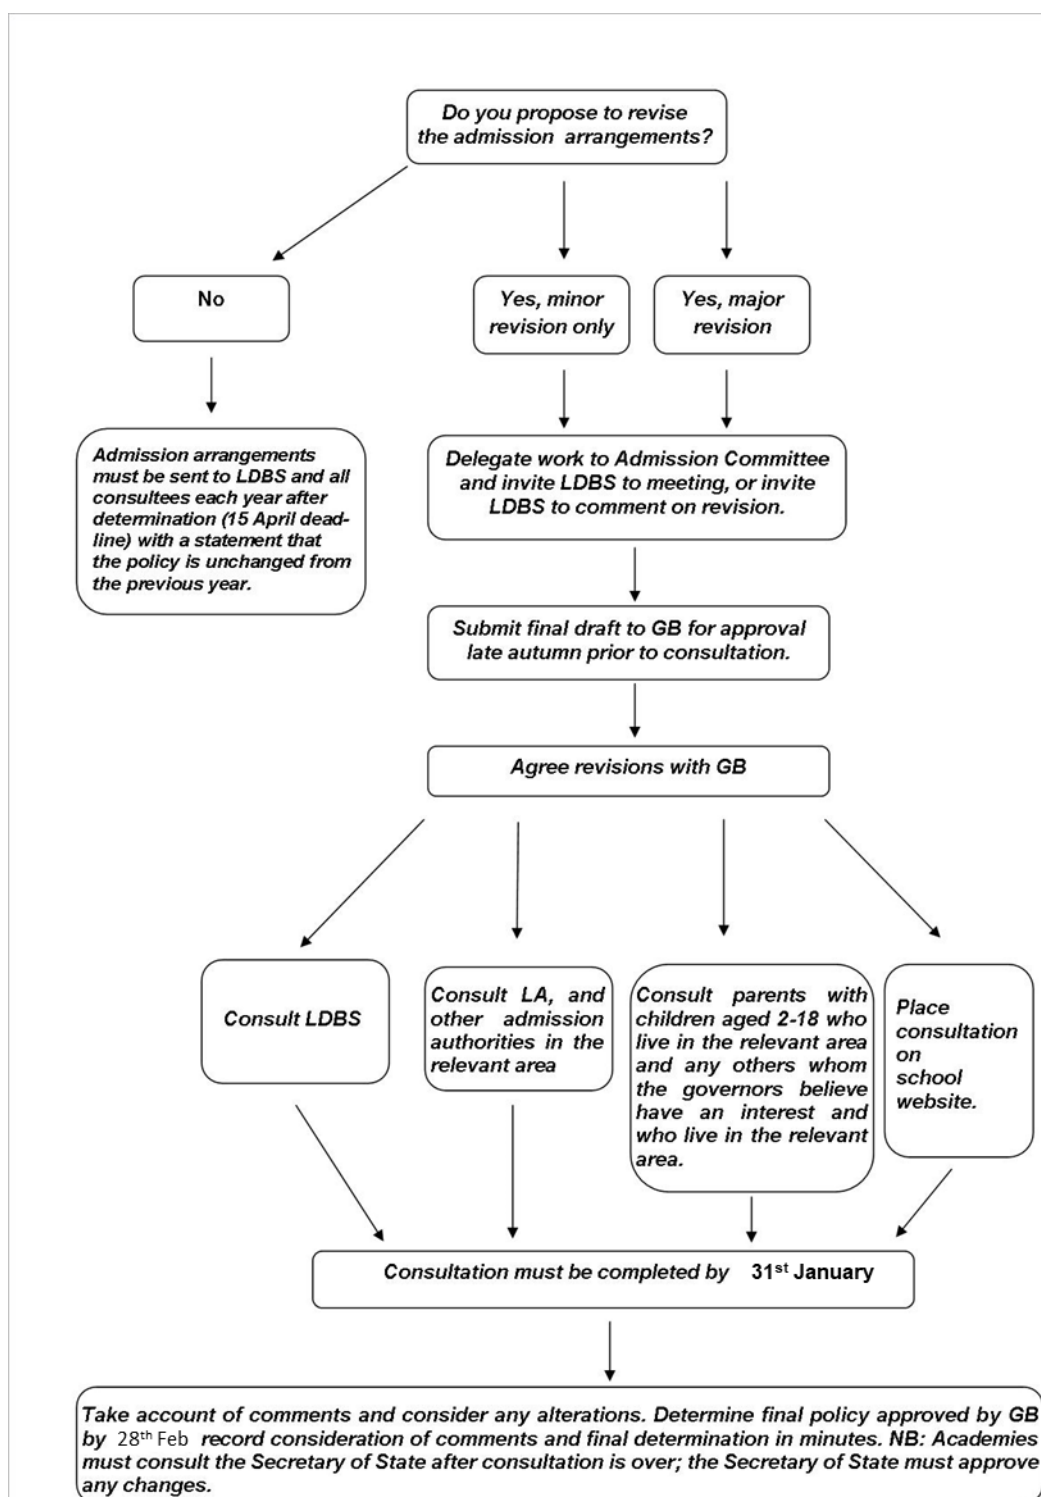 Do you propose to revise
the admission arrangements?
No
Yes, minor
revision only
Yes, major
revision
Admission arrangements
must be sent to LDBS and all
consultees each year after
determination (15 April dead-
line) with a statement that
the policy is unchanged from
the previous year.
Delegate work to Admission Committee
and invite LDBS to meeting, or invite
LDBS to comment on revision.
Submit final draft to GB for approval
late autumn prior to consultation.
Agree revisions with GB
Consult LDBS
Consult LA, and
other admission
authorities in the
relevant area
Consult parents with
children aged 2-18 who
live in the relevant area
and any others whom
the governors believe
have an interest and
who live in the relevant
area.
Place
consultation
on
school
website.
Consultation must be completed by 31st January
Take account of comments and consider any alterations. Determine final policy approved by GB
by 28th Feb record consideration of comments and final determination in minutes. NB: Academies
must consult the Secretary of State after consultation is over; the Secretary of State must approve
any changes.